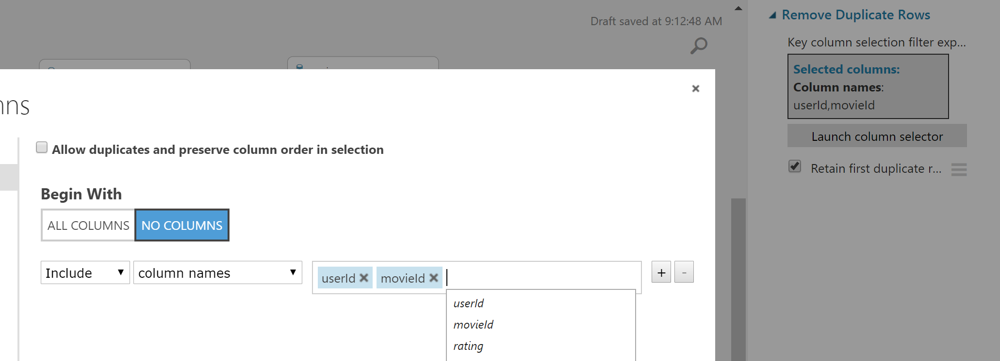 Draft saved at 9:12:48 AM
Remove Duplicate Rows
Key column selection filter exp...
Selected columns:
Column names:
userId,movieId
Launch column selector
Retain first duplicate r...
Allow duplicates and preserve column order in selection
Begin With
ALL COLUMNS NO COLUMNS
Include column names userId movieId + -
userId
movieId
rating